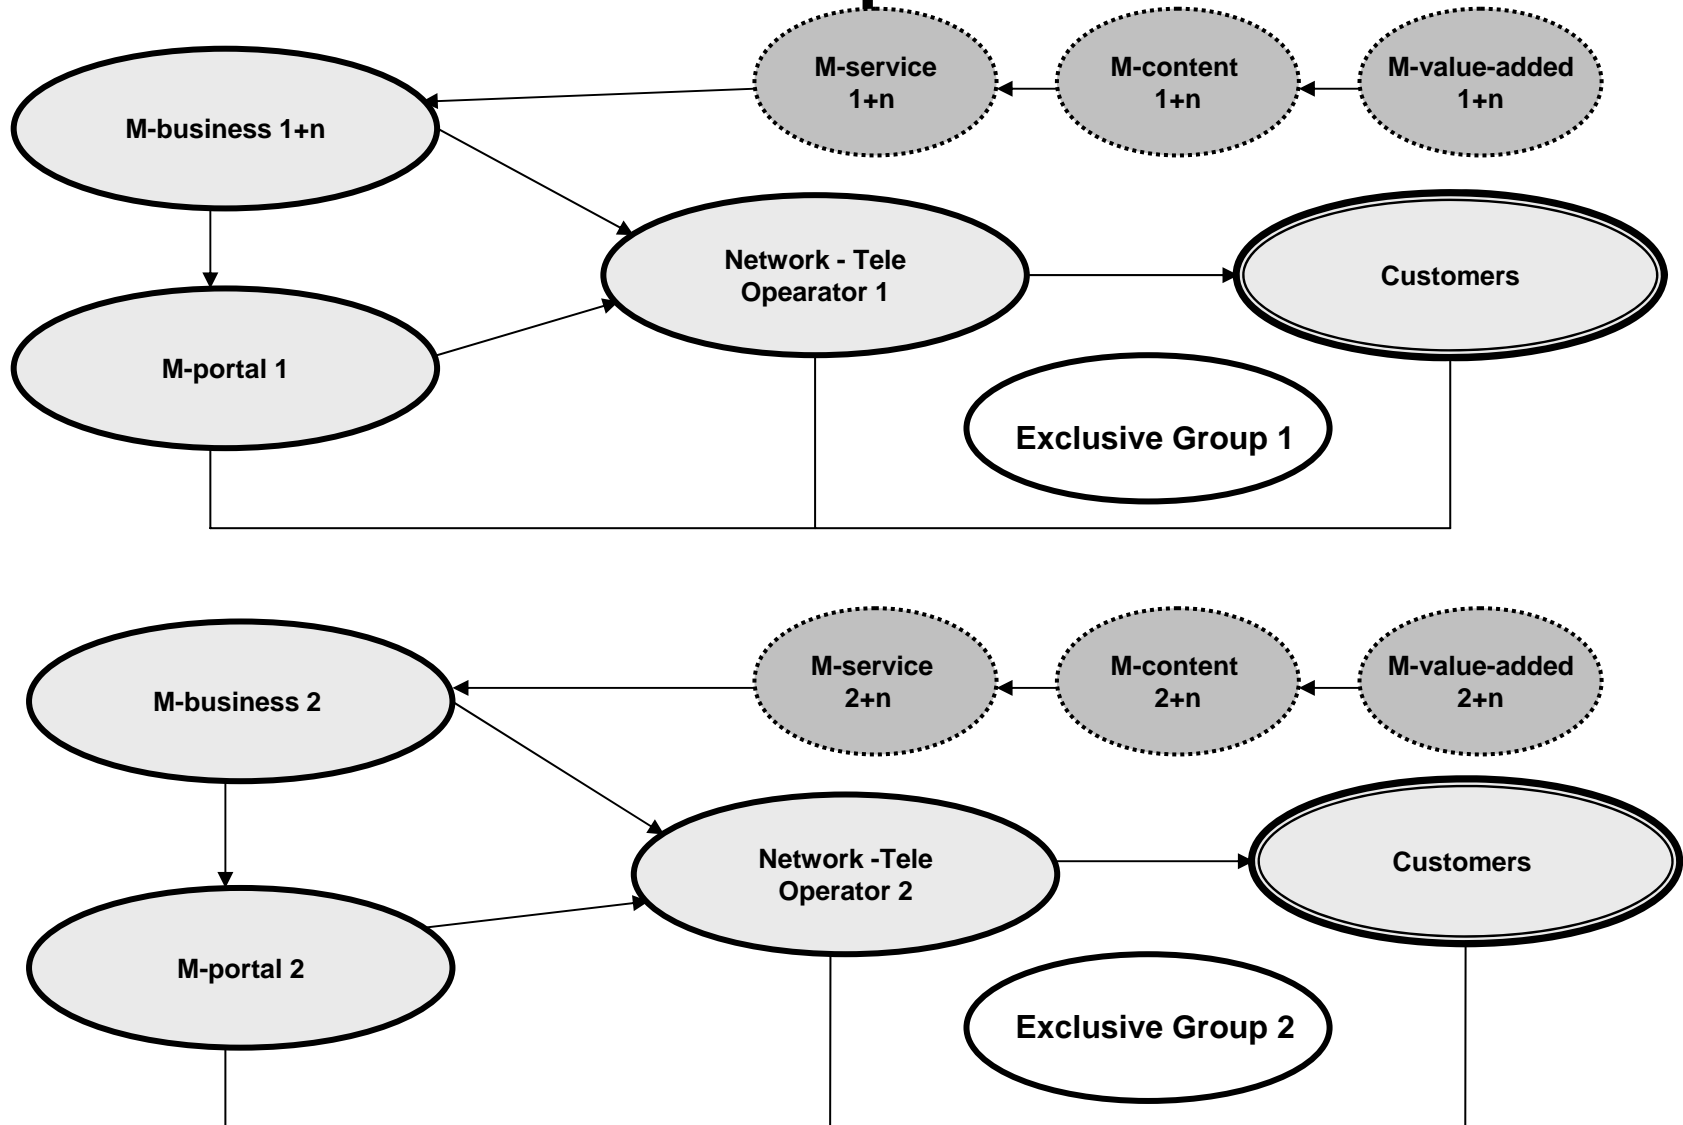 M-service
1+n
M-content
1+n
M-value-added
1+n
M-business 1+n
Network - Tele
Opearator 1
Customers
M-portal 1
Exclusive Group 1
M-service
2+n
M-content
2+n
M-value-added
2+n
M-business 2
Network -Tele
Operator 2
Customers
M-portal 2
Exclusive Group 2